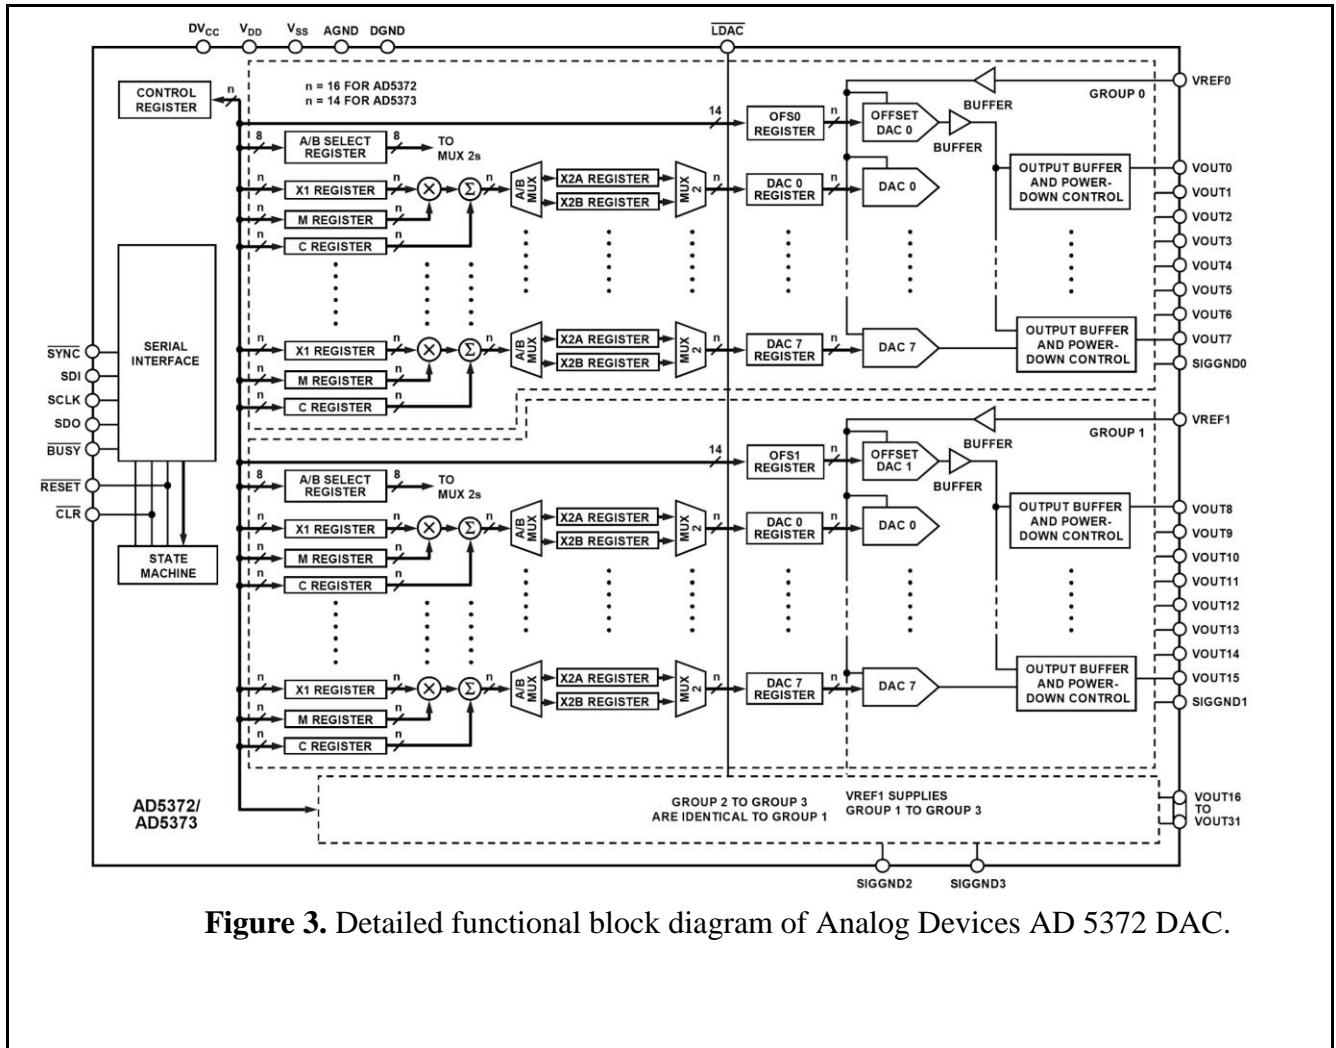 DVCC VDD VSS AGND DGND LDAC
CONTROL
REGISTER
n
n = 16 FOR AD5372
n = 14 FOR AD5373
VREF0
GROUP 0
BUFFER
14
OFS0
REGISTER
n
OFFSET
DAC 0
BUFFER
8
A/B SELECT
REGISTER
8
TO
MUX 2s
n
X1 REGISTER
n
n
M REGISTER
n
n
C REGISTER
n
×
Σ
n
A/B
MUX
X2A REGISTER
X2B REGISTER
MUX
2
n
DAC 0
REGISTER
n
DAC 0
OUTPUT BUFFER
AND POWER-
DOWN CONTROL
VOUT0
VOUT1
VOUT2
VOUT3
VOUT4
VOUT5
VOUT6
VOUT7
SIGGND0
SERIAL
INTERFACE
SYNC
SDI
SCLK
SDO
BUSY
RESET
CLR
STATE
MACHINE
n
X1 REGISTER
n
n
M REGISTER
n
n
C REGISTER
n
×
Σ
n
A/B
MUX
X2A REGISTER
X2B REGISTER
MUX
2
n
DAC 7
REGISTER
n
DAC 7
OUTPUT BUFFER
AND POWER-
DOWN CONTROL
VREF1
GROUP 1
BUFFER
14
OFS1
REGISTER
n
OFFSET
DAC 1
BUFFER
8
A/B SELECT
REGISTER
8
TO
MUX 2s
n
X1 REGISTER
n
n
M REGISTER
n
n
C REGISTER
n
×
Σ
n
A/B
MUX
X2A REGISTER
X2B REGISTER
MUX
2
n
DAC 0
REGISTER
n
DAC 0
OUTPUT BUFFER
AND POWER-
DOWN CONTROL
VOUT8
VOUT9
VOUT10
VOUT11
VOUT12
VOUT13
VOUT14
VOUT15
SIGGND1
n
X1 REGISTER
n
n
M REGISTER
n
n
C REGISTER
n
×
Σ
n
A/B
MUX
X2A REGISTER
X2B REGISTER
MUX
2
n
DAC 7
REGISTER
n
DAC 7
OUTPUT BUFFER
AND POWER-
DOWN CONTROL
AD5372/
AD5373
GROUP 2 TO GROUP 3
ARE IDENTICAL TO GROUP 1
VREF1 SUPPLIES
GROUP 1 TO GROUP 3
VOUT16
TO
VOUT31
SIGGND2 SIGGND3
Figure 3. Detailed functional block diagram of Analog Devices AD 5372 DAC.